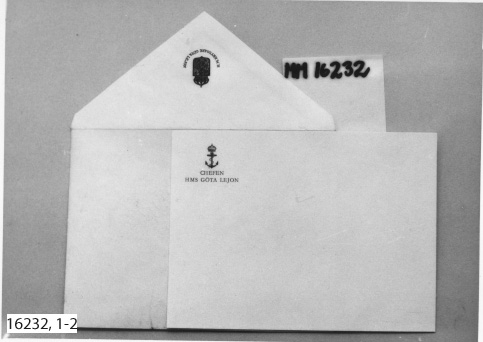 MM 16232
CHEFEN
HMS GÖTA LEJON
16232, 1-2